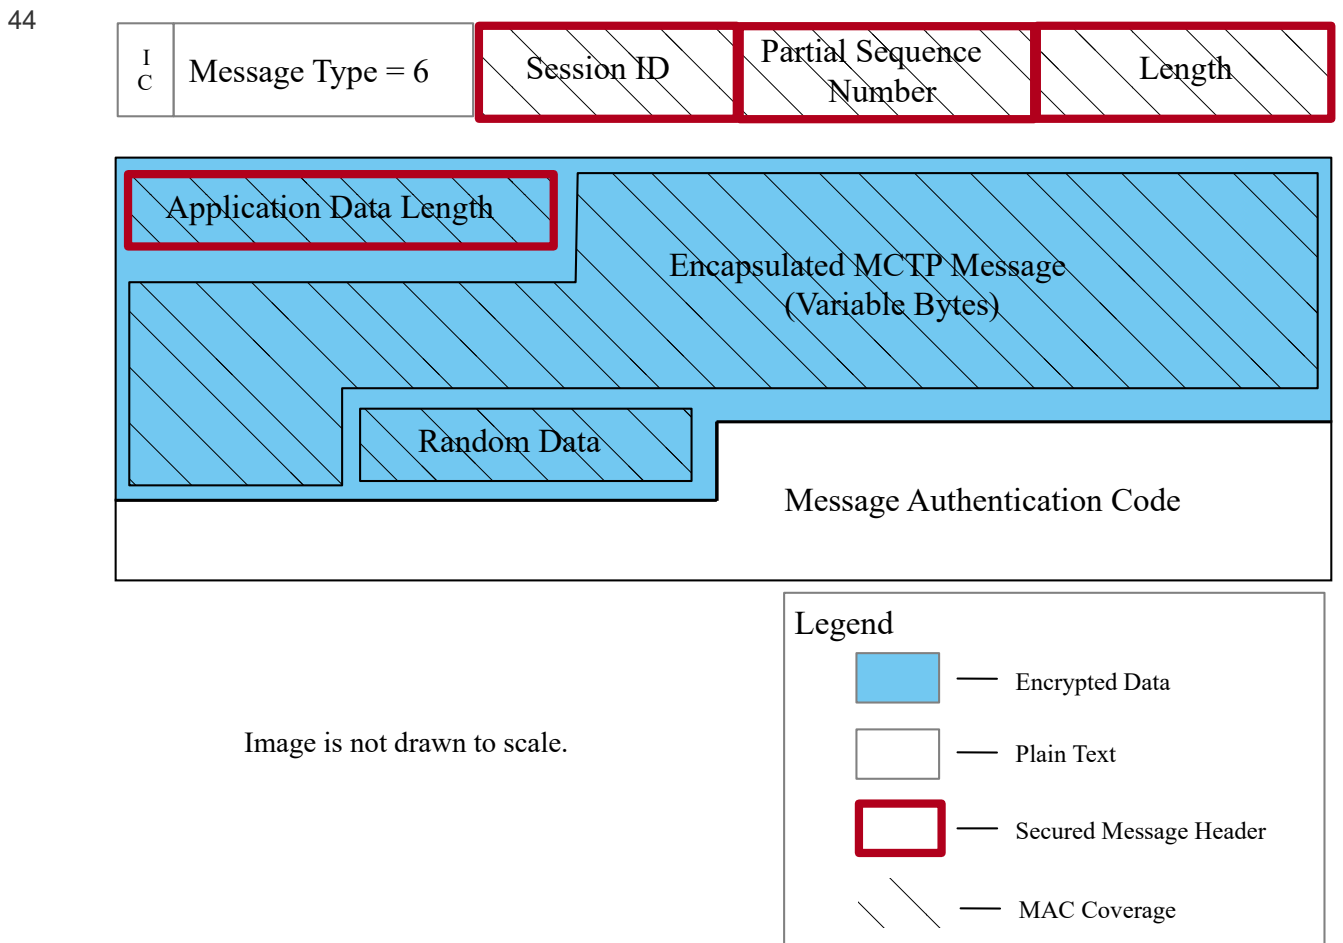 44
I
C
Message Type = 6
Session ID
Partial Sequence
Number
Length
Application Data Length
Encapsulated MCTP Message
(Variable Bytes)
Random Data
Message Authentication Code
Legend
Encrypted Data
Image is not drawn to scale.
Plain Text
Secured Message Header
MAC Coverage